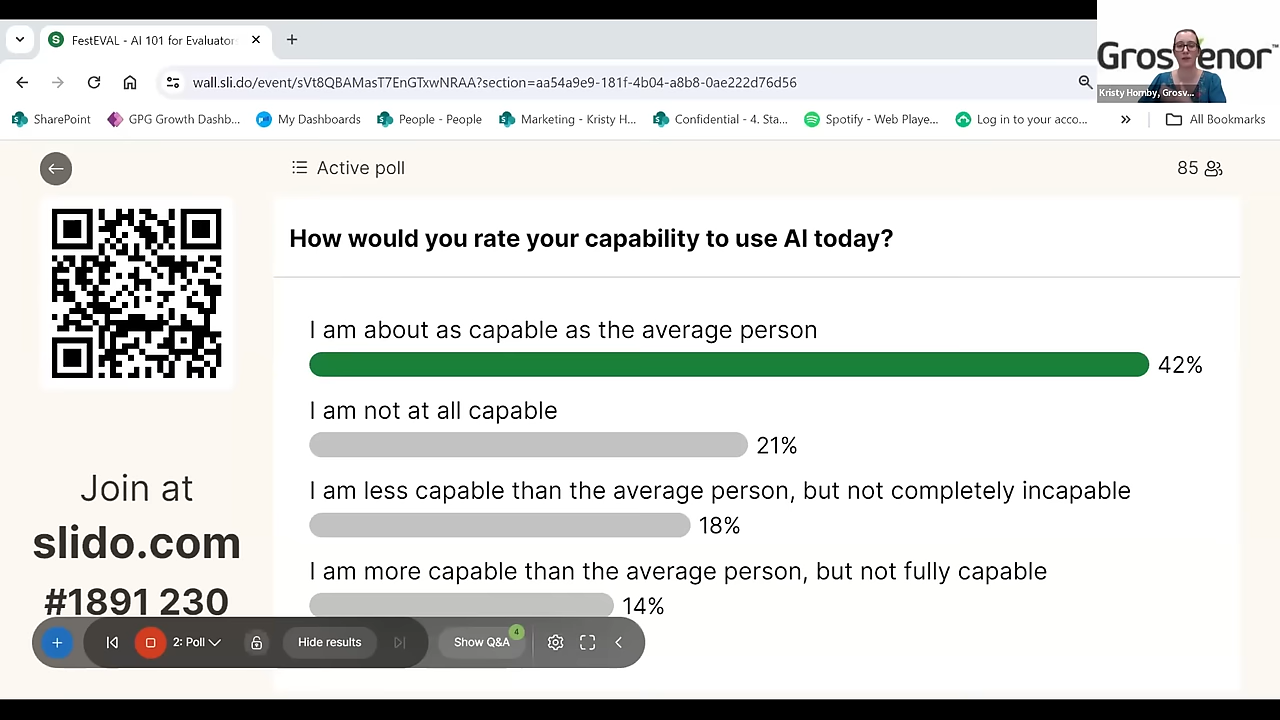 FestEVAL - AI 101 for Evaluator
wall.sli.do/event/sVt8QBAMasT7EnGTxwNRAA?section=aa54a9e9-181f-4b04-a8b8-0ae222d76d56
Grosvenor™
Kristy Hornby, Grosv...
SharePoint
GPG Growth Dashb...
My Dashboards
People - People
Marketing - Kristy H...
Confidential - 4. Sta...
Spotify - Web Playe...
Log in to your acco...
All Bookmarks
Active poll
85
How would you rate your capability to use AI today?
I am about as capable as the average person
42%
I am not at all capable
21%
I am less capable than the average person, but not completely incapable
18%
I am more capable than the average person, but not fully capable
14%
Join at
slido.com
#1891 230
2: Poll
Hide results
Show Q&A
4